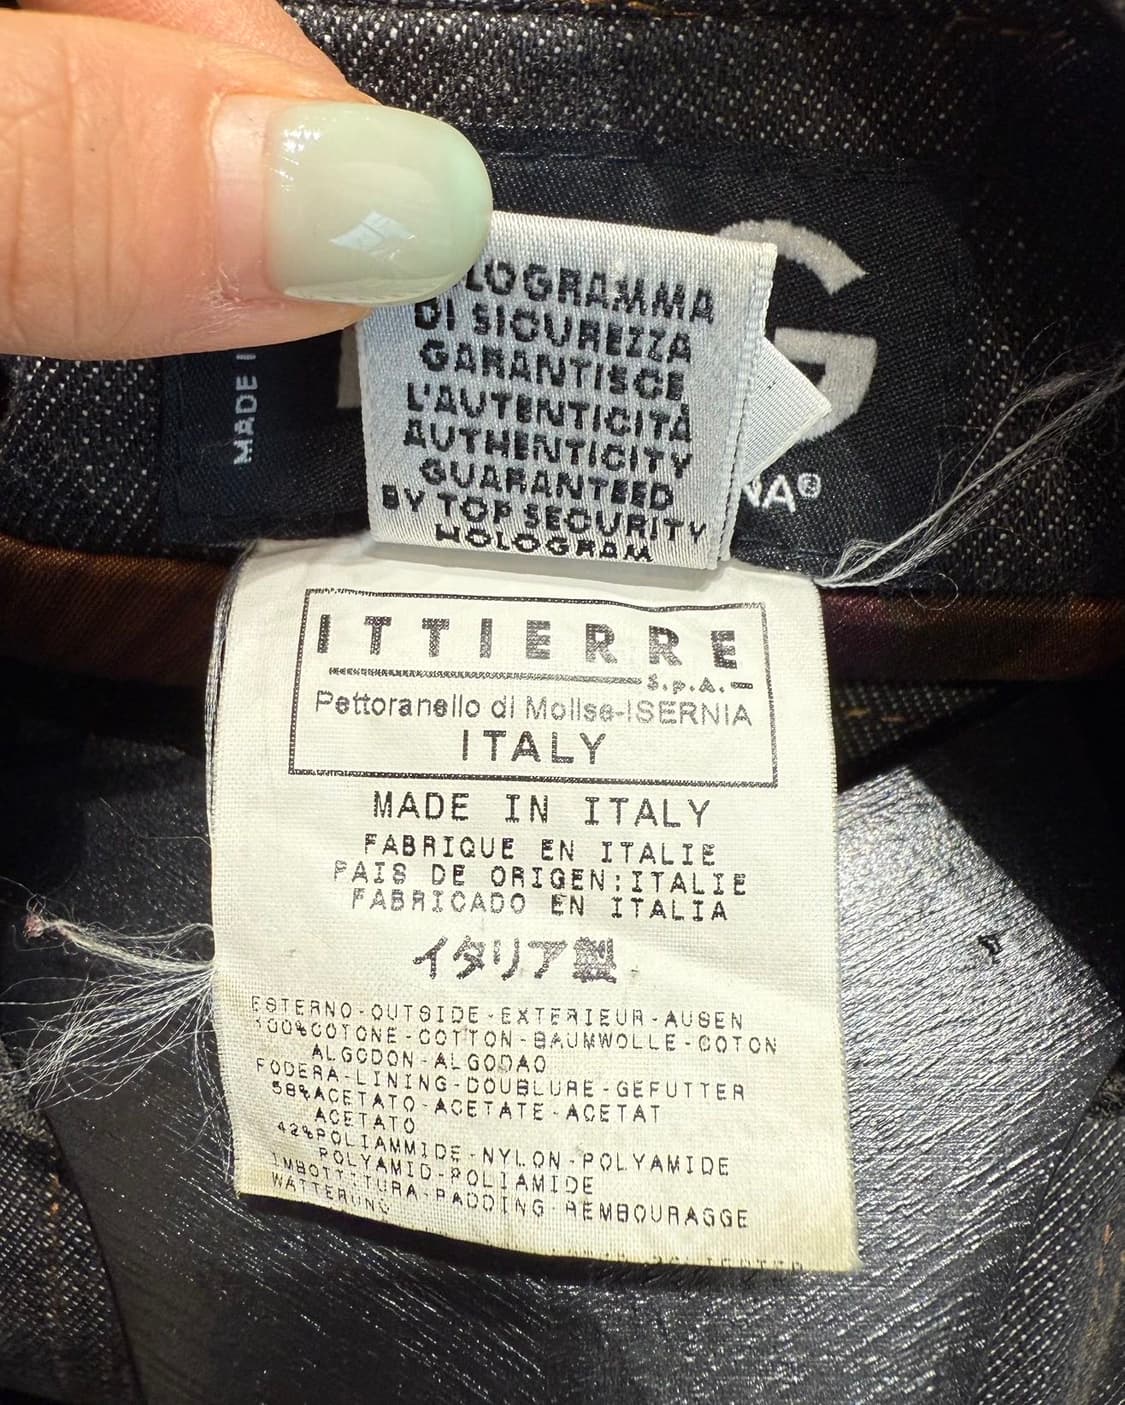 LOGRAMMA
DI SICUREZZA
GARANTISCE
L'AUTENTICITÀ
AUTHENTICITY
GUARANTEED
BY TOP SECURITY
HOLOGRAM
G
MADE I
NA®
ITTIERRE
S.p.A.
Pettoranello di Molise-ISERNIA
ITALY
MADE IN ITALY
FABRIQUE EN ITALIE
PAIS DE ORIGEN:ITALIE
FABRICADO EN ITALIA
イタリア製
ESTERNO-OUTSIDE-EXTERIEUR-AUSEN
100%COTONE-COTTON-BAUMWOLLE-COTON
ALGODON-ALGODAO
FODERA-LINING-DOUBLURE-GEFUTTER
58%ACETATO-ACETATE-ACETAT
ACETATO
42%POLIAMMIDE-NYLON-POLYAMIDE
POLYAMID-POLIAMIDE
IMBOTTITURA-PADDING-REMBOURAGGE
WATTERUNG